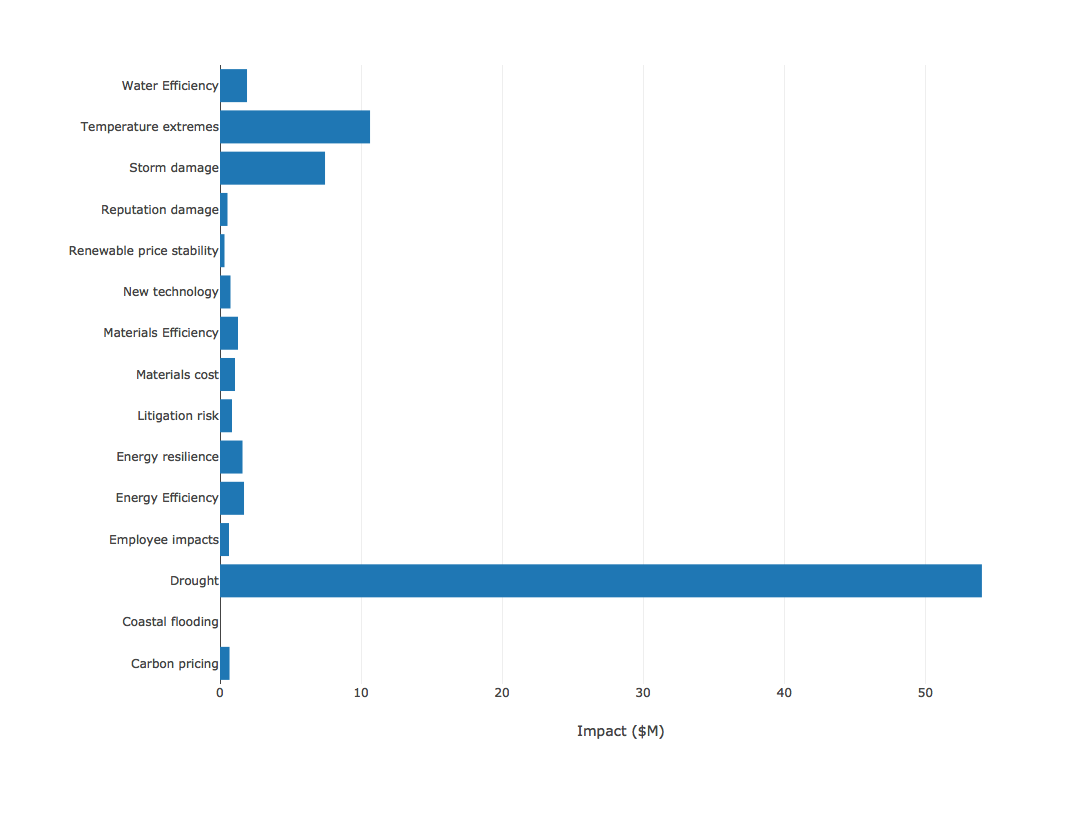 Water Efficiency
Temperature extremes
Storm damage
Reputation damage
Renewable price stability
New technology
Materials Efficiency
Materials cost
Litigation risk
Energy resilience
Energy Efficiency
Employee impacts
Drought
Coastal flooding
Carbon pricing
0 10 20 30 40 50
Impact ($M)